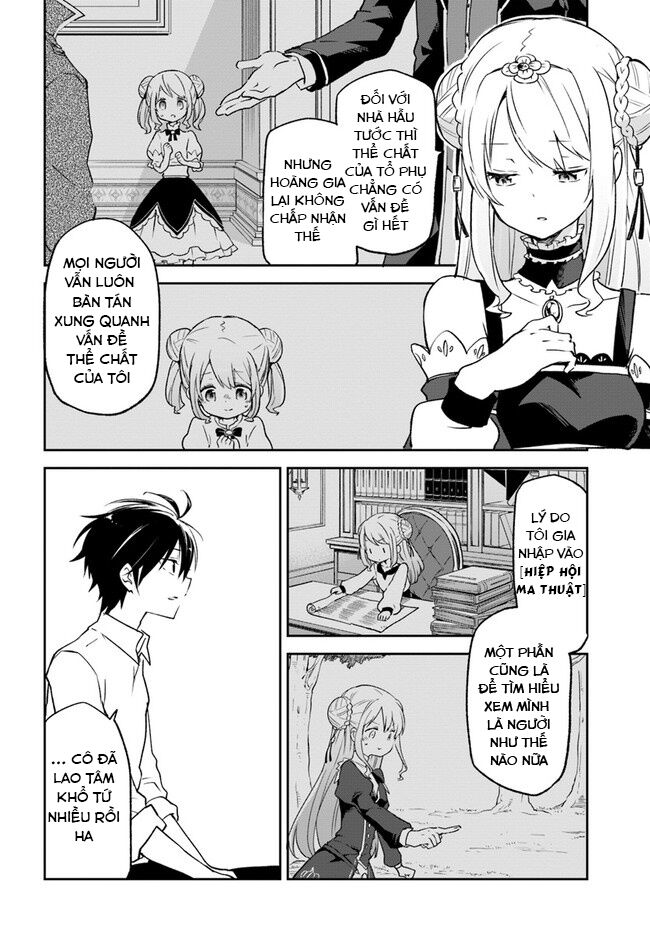 ĐỐI VỚI
NHÀ HẦU
TƯỚC THÌ
THỂ CHẤT
CỦA TỔ PHỤ
CHẲNG CÓ
VẤN ĐỀ
GÌ HẾT
NHƯNG
HOÀNG GIA
LẠI KHÔNG
CHẤP NHẬN
THẾ
MỌI NGƯỜI
VẪN LUÔN
BÀN TÁN
XUNG QUANH
VẤN ĐỀ
THỂ CHẤT
CỦA TÔI
LÝ DO
TÔI GIA
NHẬP VÀO
[HIỆP HỘI
MA THUẬT]
MỘT PHẦN
CŨNG LÀ
ĐỂ TÌM HIỂU
XEM MÌNH
LÀ NGƯỜI
NHƯ THẾ
NÀO NỮA
... CÔ ĐÃ
LAO TÂM
KHỔ TỨ
NHIỀU RỒI
HA